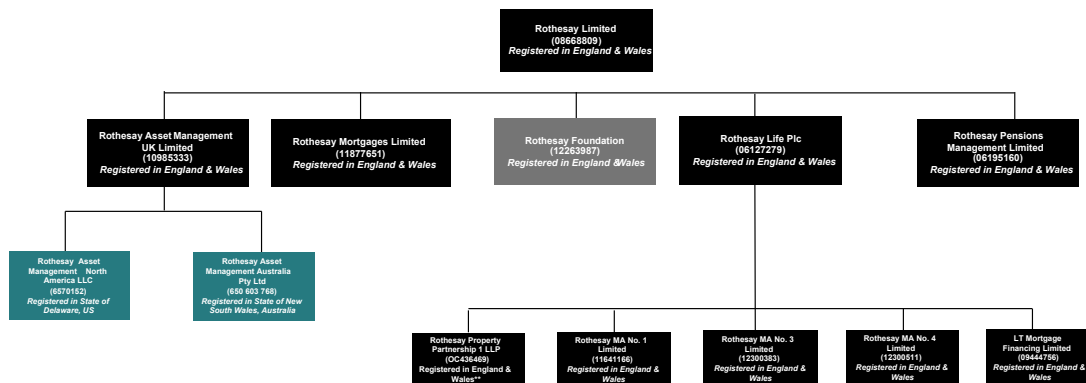 Rothesay Limited
(08668809)
Registered in England & Wales
Rothesay Asset Management
UK Limited
(10985333)
Registered in England & Wales
Rothesay Mortgages Limited
(11877651)
Registered in England & Wales
Rothesay Foundation
(12263987)
Registered in England &Wales
Rothesay Life Plc
(06127279)
Registered in England & Wales
Rothesay Pensions
Management Limited
(06195160)
Registered in England & Wales
Rothesay Asset
Management North
America LLC
(6570152)
Registered in State of
Delaware, US
Rothesay Asset
Management Australia
Pty Ltd
(650 603 768)
Registered in State of New
South Wales, Australia
Rothesay Property
Partnership 1 LLP
(OC436469)
Registered in England &
Wales**
Rothesay MA No. 1
Limited
(11641166)
Registered in England &
Wales
Rothesay MA No. 3
Limited
(12300383)
Registered in England &
Wales
Rothesay MA No. 4
Limited
(12300511)
Registered in England &
Wales
LT Mortgage
Financing Limited
(09444756)
Registered in England &
Wales